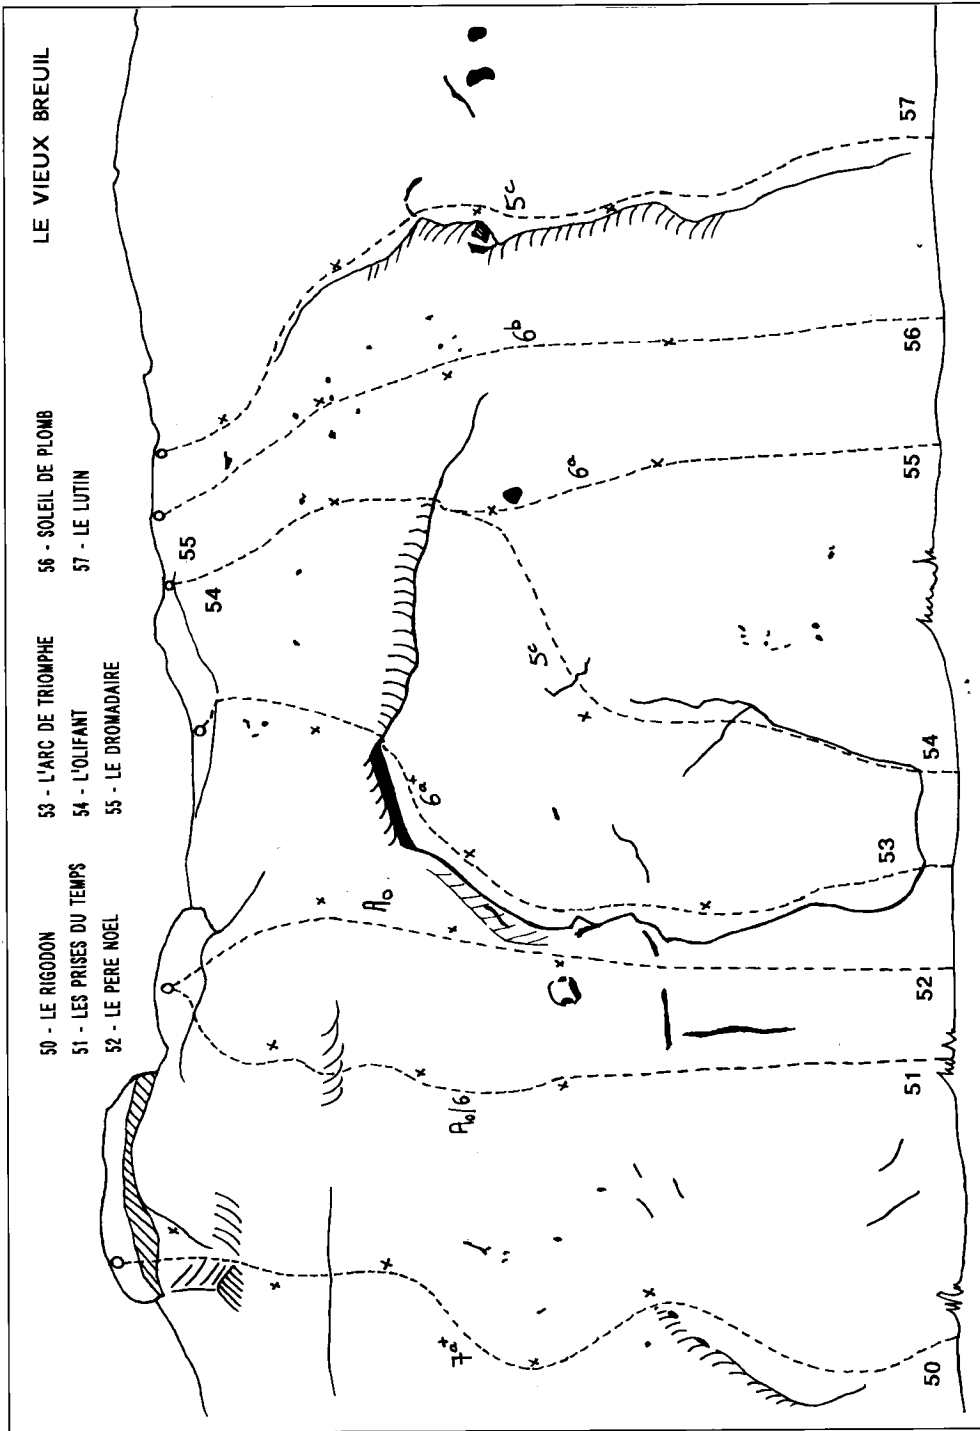 LE VIEUX BREUIL
50 - LE RIGODON
51 - LES PRISES DU TEMPS
52 - LE PERE NOEL
53 - L'ARC DE TRIOMPHE
54 - L'OLIFANT
55 - LE DROMADAIRE
56 - SOLEIL DE PLOMB
57 - LE LUTIN
54
55
7a
A0/6
A0
6a
5c
6a
6b
5c
50
51
52
53
54
55
56
57